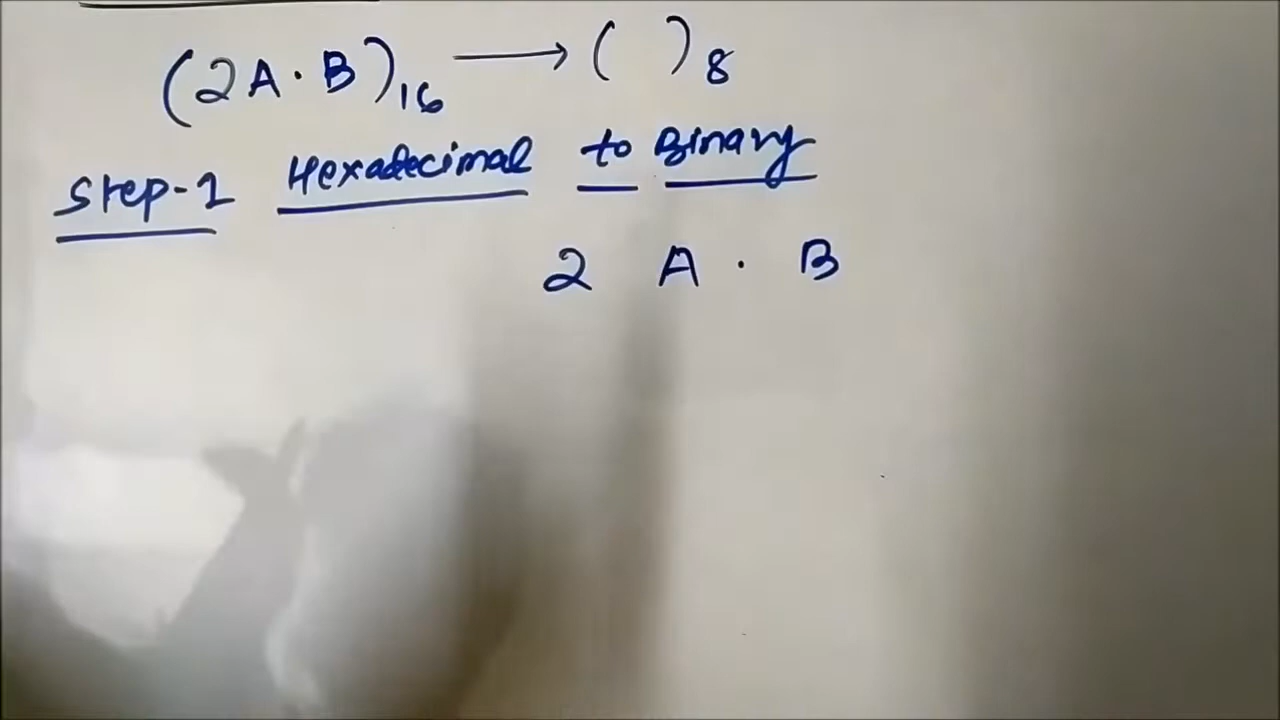 (2A.B)16 → ( )8
Step-1 Hexadecimal to Binary
2 A . B